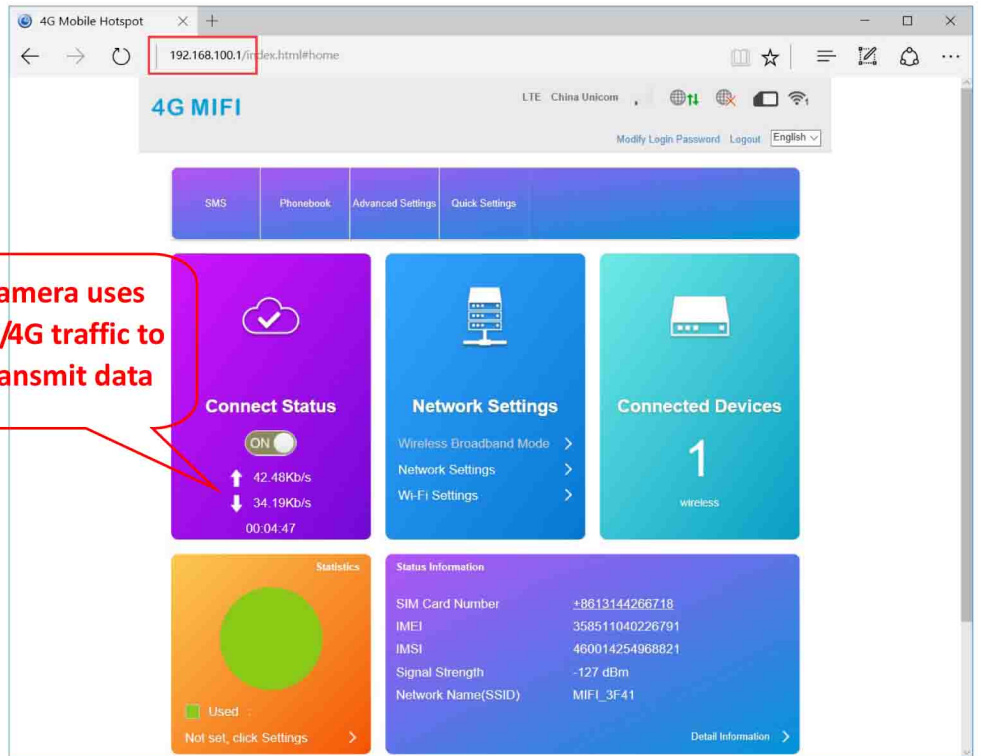 4G Mobile Hotspot
192.168.100.1/index.html#home
4G MIFI
LTE China Unicom
1
Modify Login Password Logout English
SMS Phonebook Advanced Settings Quick Settings
amera uses
/4G traffic to
ansmit data
Connect Status
ON
42.48Kb/s
34.19Kb/s
00:04:47
Network Settings
Wireless Broadband Mode
Network Settings
Wi-Fi Settings
Connected Devices
1
wireless
Statistics
Used :
Not set, click Settings
Status Information
SIM Card Number +8613144266718
IMEI 358511040226791
IMSI 460014254968821
Signal Strength -127 dBm
Network Name(SSID) MIFI_3F41
Detail Information